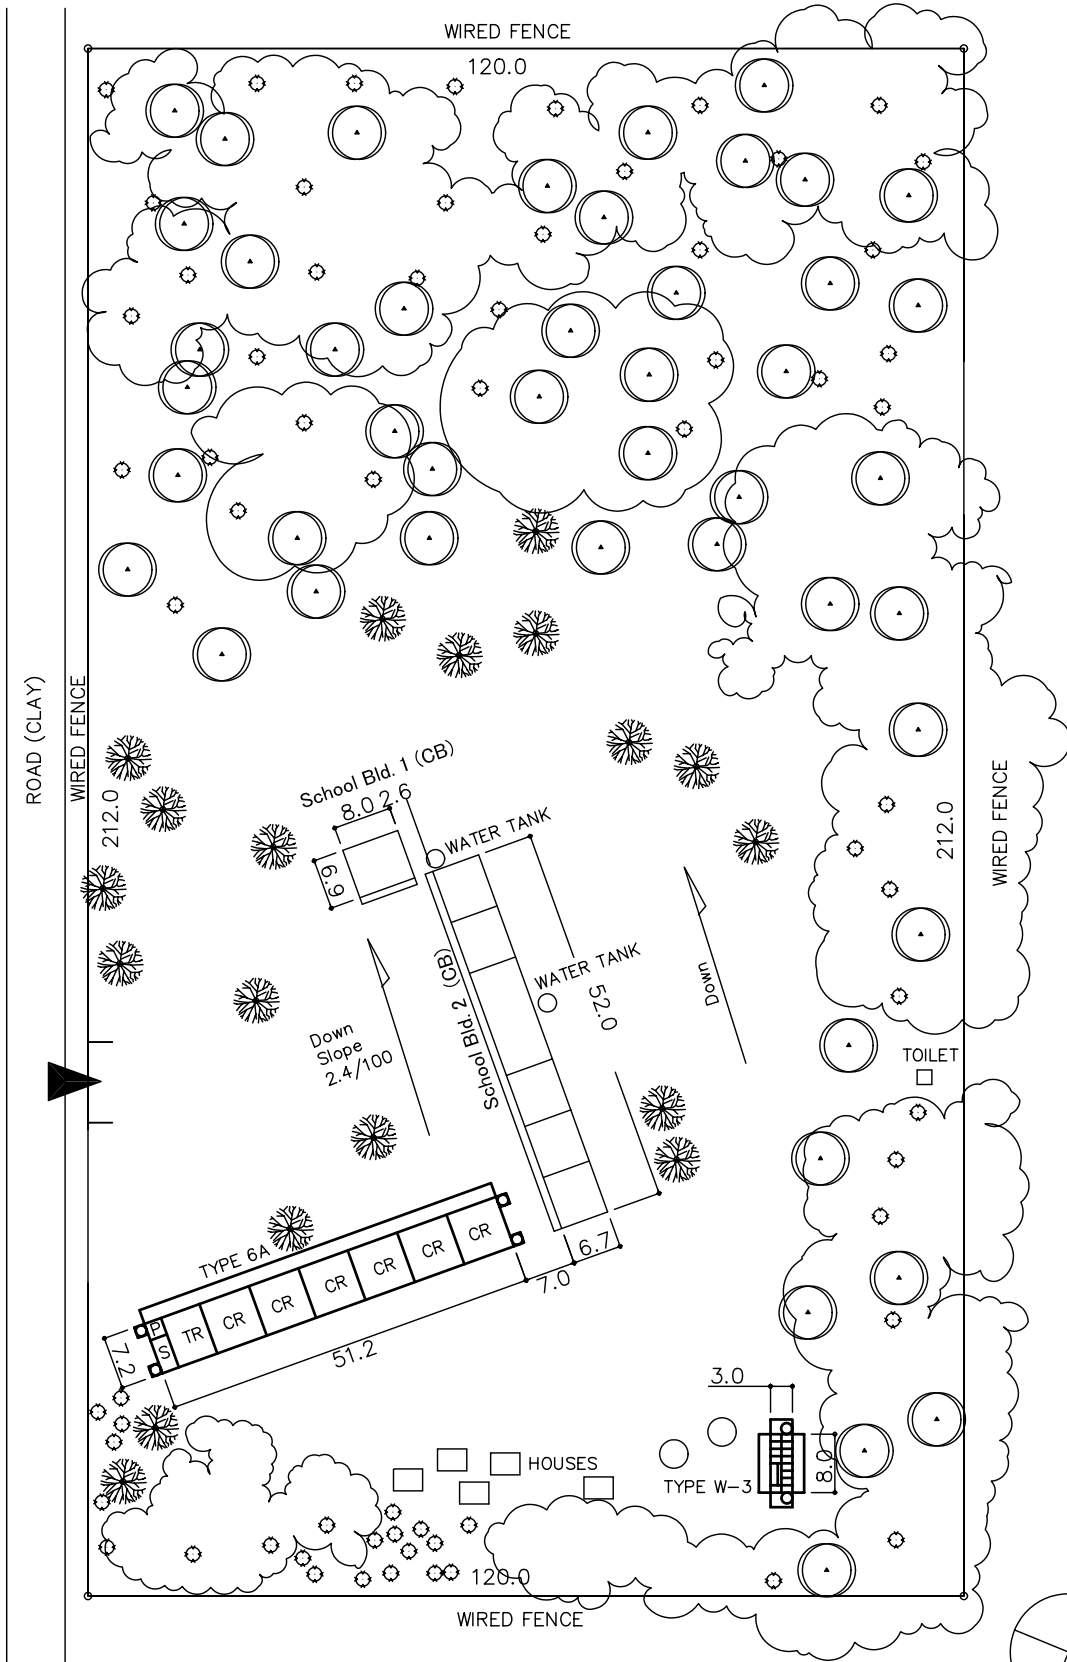 WIRED FENCE
120.0
ROAD (CLAY)
WIRED FENCE
212.0
School Bld. 1 (CB)
8.0
2.6
6.9
WATER TANK
212.0
WIRED FENCE
School Bld. 2 (CB)
WATER TANK
52.0
Down
Down
Slope
2.4/100
TOILET
TYPE 6A
P
S
TR
CR
CR
CR
CR
CR
CR
7.2
51.2
7.0
6.7
3.0
8.0
HOUSES
TYPE W-3
120.0
WIRED FENCE